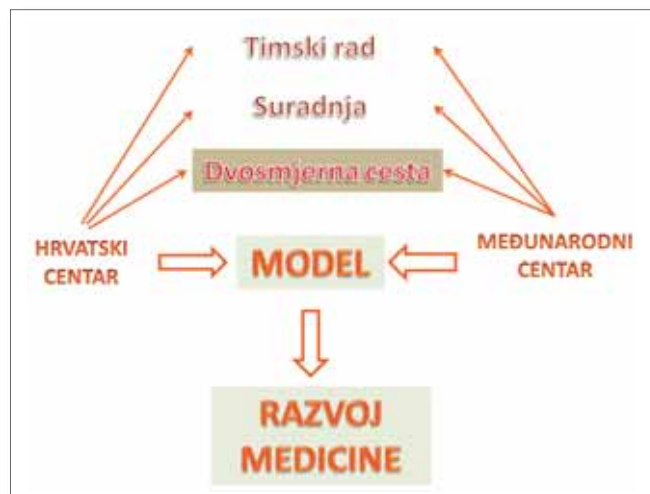 Timski rad
Suradnja
Dvosmjerna cesta
HRVATSKI
CENTAR
MODEL
MEĐUNARODNI
CENTAR
RAZVOJ
MEDICINE